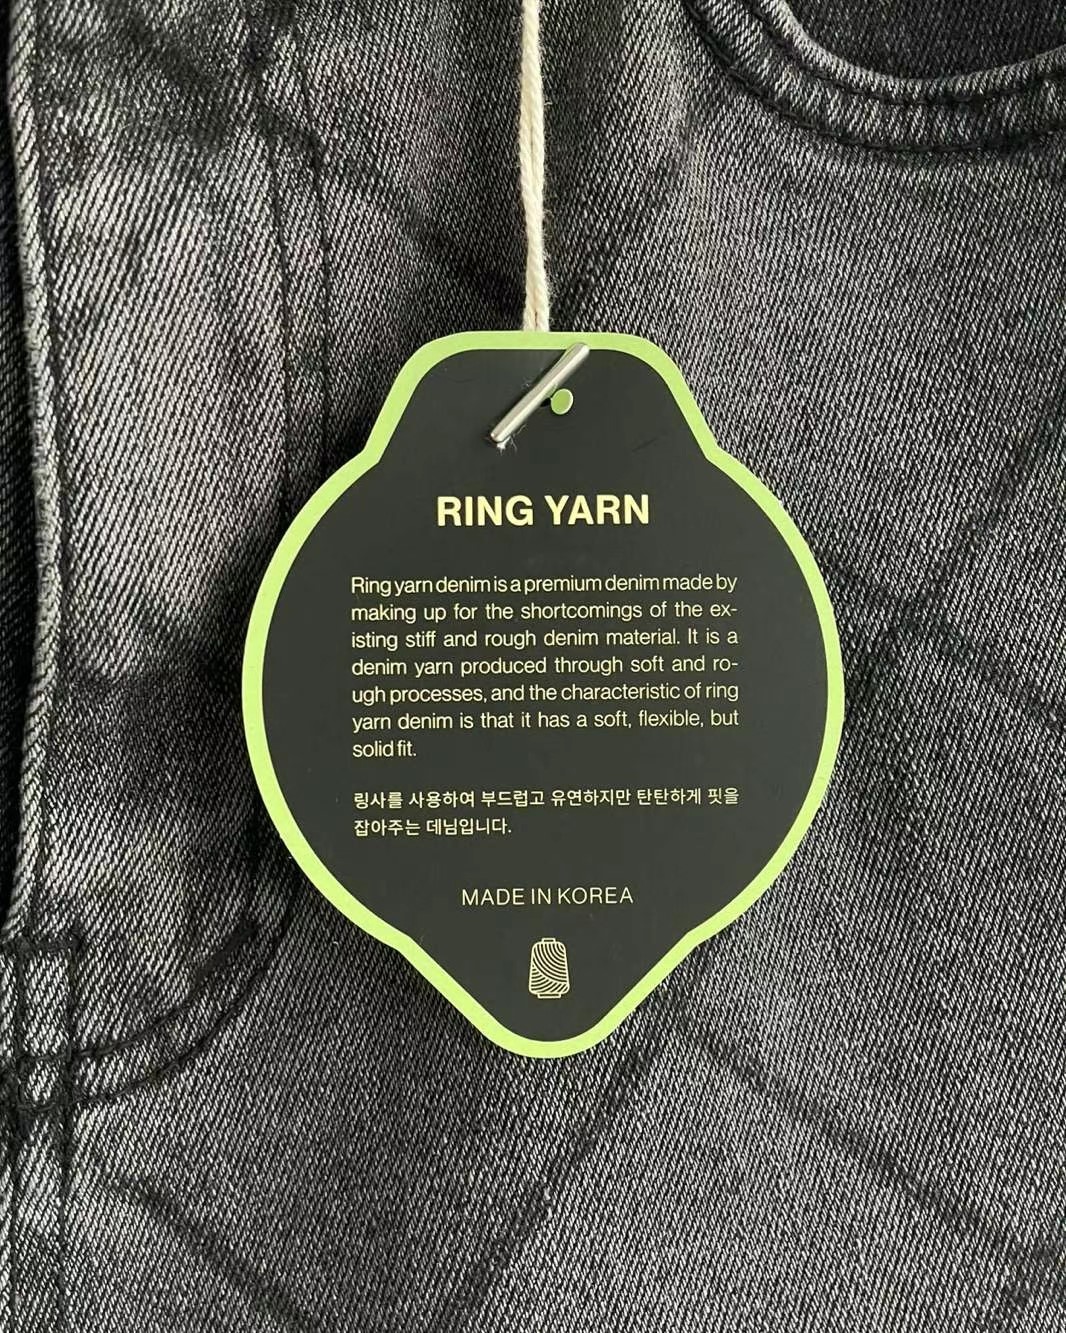 RING YARN
Ring yarn denim is a premium denim made by
making up for the shortcomings of the ex-
isting stiff and rough denim material. It is a
denim yarn produced through soft and ro-
ugh processes, and the characteristic of ring
yarn denim is that it has a soft, flexible, but
solid fit.
링사를 사용하여 부드럽고 유연하지만 탄탄하게 핏을
잡아주는 데님입니다.
MADE IN KOREA